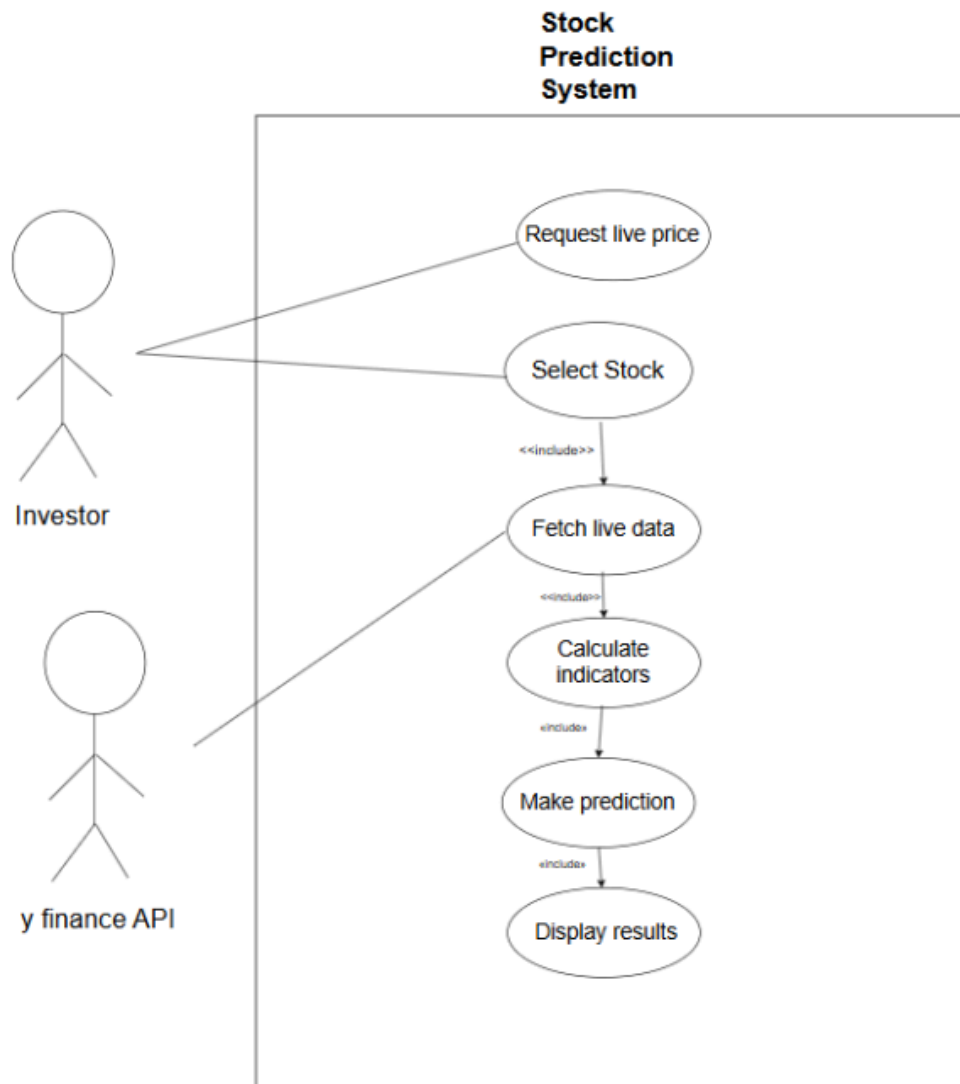 Stock
Prediction
System
Request live price
Select Stock
<<include>>
Investor
Fetch live data
<<include>>
Calculate
indicators
«include»
Make prediction
«include»
y finance API
Display results